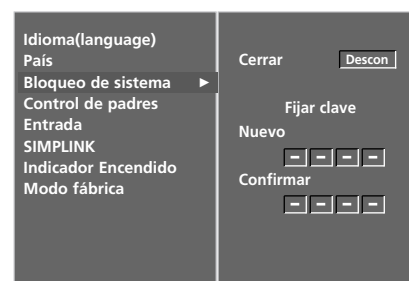 Idioma(language)
País
Bloqueo de sistema ►
Control de padres
Entrada
SIMPLINK
Indicador Encendido
Modo fábrica
Cerrar Descon
Fijar clave
Nuevo
– – – –
Confirmar
– – – –